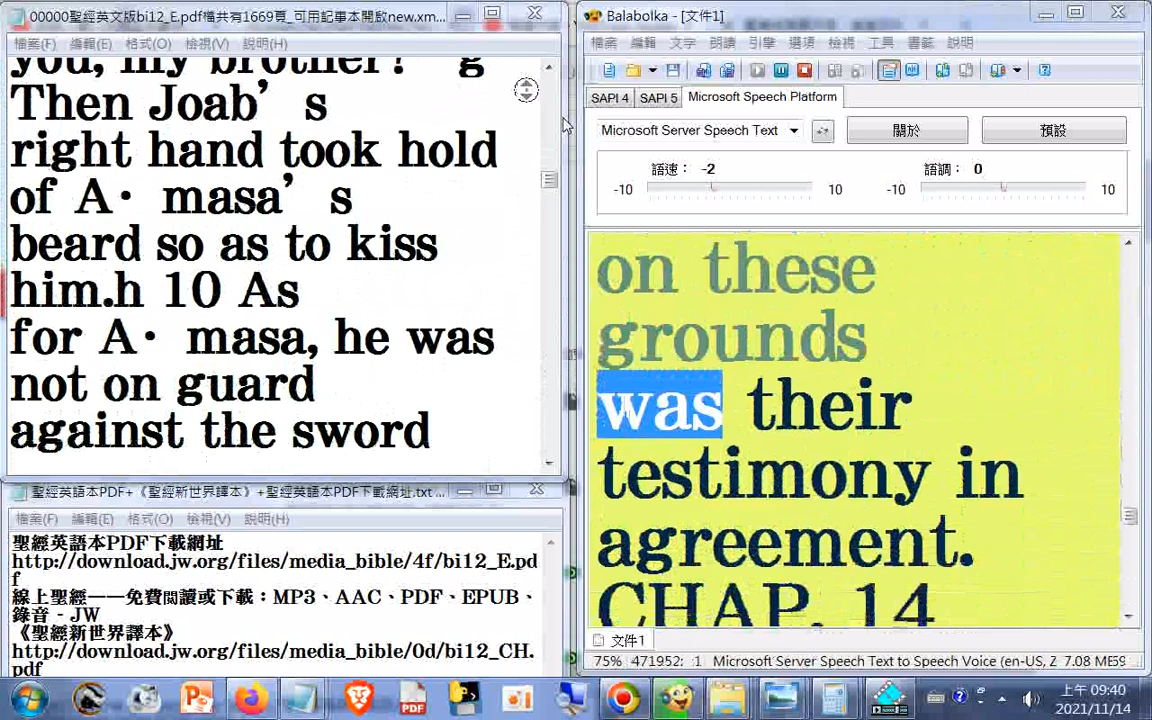 00000聖經英文版bi12_E.pdf檔共有1669頁_可用記事本開啟new.xm...
檔案(F) 編輯(E) 格式(O) 檢視(V) 說明(H)
you, my brother?” g
Then Joab’s
right hand took hold
of A· masa’s
beard so as to kiss
him.h 10 As
for A· masa, he was
not on guard
against the sword
聖經英語本PDF+《聖經新世界譯本》+聖經英語本PDF下載網址.txt ...
檔案(F) 編輯(E) 格式(O) 檢視(V) 說明(H)
聖經英語本PDF下載網址
http://download.jw.org/files/media_bible/4f/bi12_E.pd
f
線上聖經——免費閱讀或下載：MP3、AAC、PDF、EPUB、
錄音 - JW
《聖經新世界譯本》
http://download.jw.org/files/media_bible/0d/bi12_CH.
pdf
Balabolka - [文件1]
檔案 編輯 文字 朗讀 引擎 選項 檢視 工具 書籤 說明
SAPI 4 SAPI 5 Microsoft Speech Platform
Microsoft Server Speech Text 關於 預設
語速： -2 語調： 0
-10 10 -10 10
on these
grounds
was their
testimony in
agreement.
CHAP. 14
文件1
75% 471952: 1 Microsoft Server Speech Text to Speech Voice (en-US, Z 7.08 ME59
上午 09:40
2021/11/14